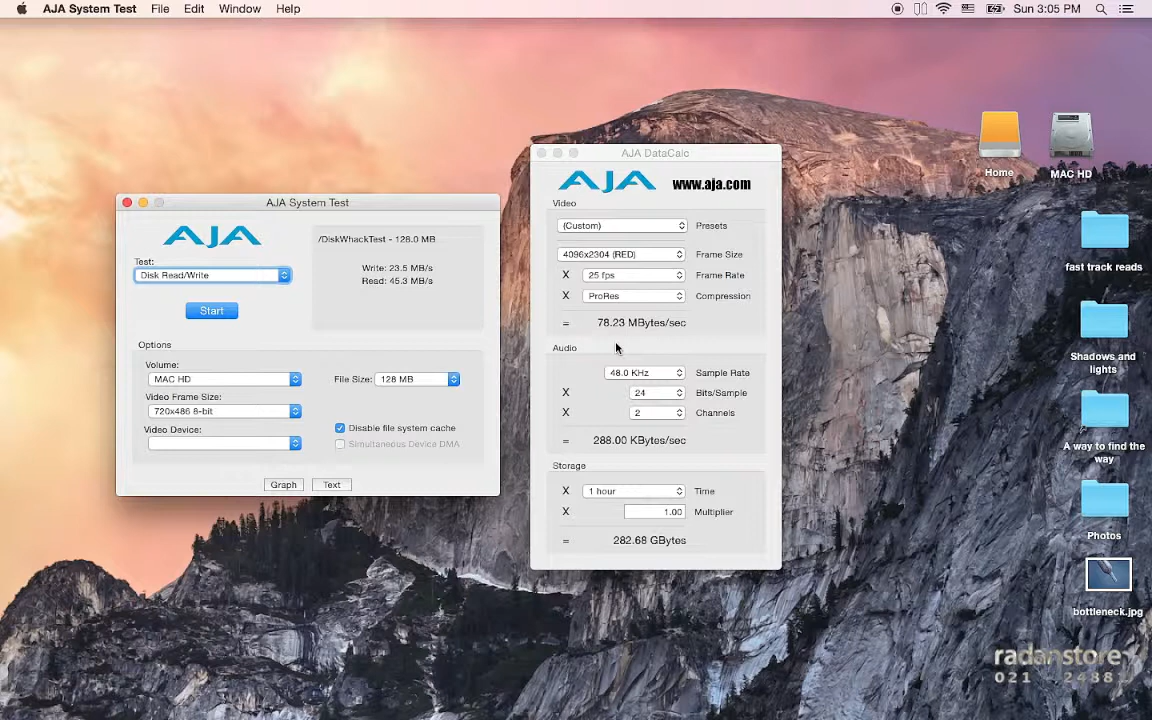 AJA System Test File Edit Window Help Sun 3:05 PM
AJA System Test
AJA
Test:
Disk Read/Write
Start
/DiskWhackTest - 128.0 MB
Write: 23.5 MB/s
Read: 45.3 MB/s
Options
Volume:
MAC HD
File Size: 128 MB
Video Frame Size:
720x486 8-bit
Disable file system cache
Video Device:
Simultaneous Device DMA
Graph Text
AJA DataCalc
AJA www.aja.com
Video
(Custom) Presets
4096x2304 (RED) Frame Size
X 25 fps Frame Rate
X ProRes Compression
= 78.23 MBytes/sec
Audio
48.0 KHz Sample Rate
X 24 Bits/Sample
X 2 Channels
= 288.00 KBytes/sec
Storage
X 1 hour Time
X 1.00 Multiplier
= 282.68 GBytes
Home MAC HD
fast track reads
Shadows and
lights
A way to find the
way
Photos
bottleneck.jpg
radanstore
021 - 24381